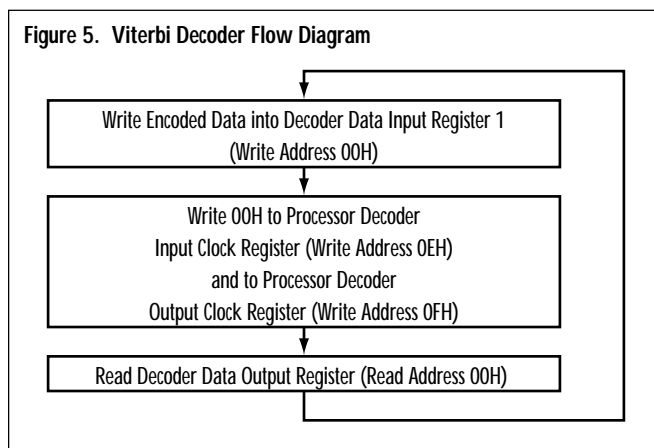 Figure 5. Viterbi Decoder Flow Diagram
Write Encoded Data into Decoder Data Input Register 1
(Write Address 00H)
Write 00H to Processor Decoder
Input Clock Register (Write Address 0EH)
and to Processor Decoder
Output Clock Register (Write Address 0FH)
Read Decoder Data Output Register (Read Address 00H)